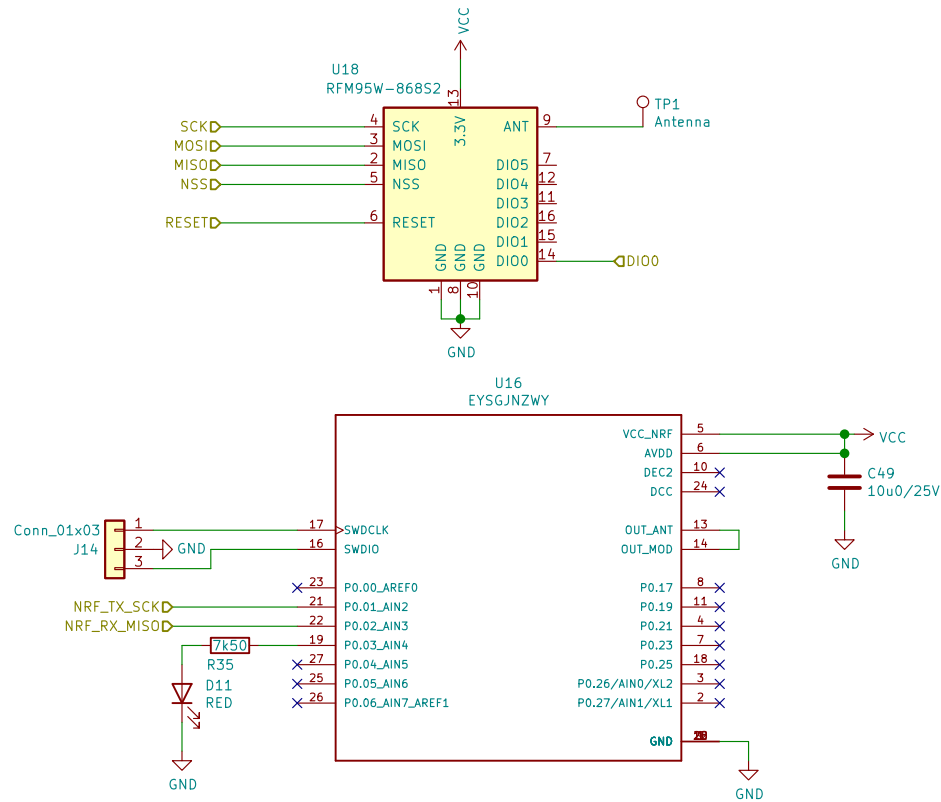 VCC
U18
RFM95W-868S2
13
3.3V
SCK 4 SCK
MOSI 3 MOSI
MISO 2 MISO
NSS 5 NSS
RESET 6 RESET
ANT 9
TP1
Antenna
DIO5 7
DIO4 12
DIO3 11
DIO2 16
DIO1 15
DIO0 14 DIO0
GND GND GND
1 8 10
GND
U16
EYSGJNZWY
VCC_NRF 5
VCC
AVDD 6
DEC2 10
DCC 24
C49
10u0/25V
GND
Conn_01x03
J14
1
2 GND
3
17 SWDCLK
16 SWDIO
OUT_ANT 13
OUT_MOD 14
23 P0.00_AREF0
NRF_TX_SCK 21 P0.01_AIN2
NRF_RX_MISO 22 P0.02_AIN3
7k50 19 P0.03_AIN4
R35
27 P0.04_AIN5
25 P0.05_AIN6
26 P0.06_AIN7_AREF1
D11
RED
GND
P0.17 8
P0.19 11
P0.21 4
P0.23 7
P0.25 18
P0.26/AIN0/XL2 3
P0.27/AIN1/XL1 2
GND
GND